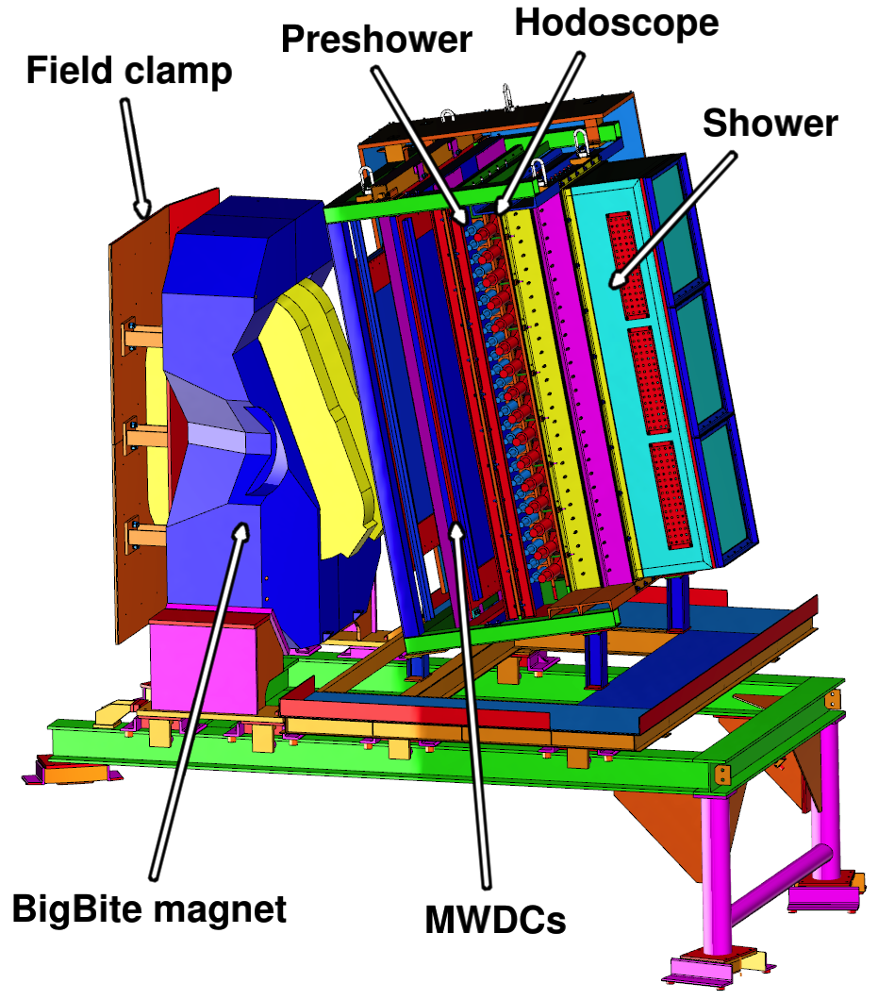 Hodoscope
Preshower
Field clamp
Shower
BigBite magnet
MWDCs